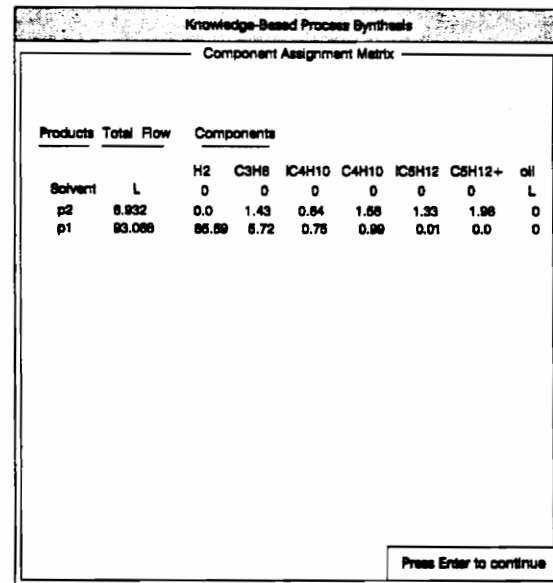 Knowledge-Based Process Synthesis
Component Assignment Matrix
Products Total Flow Components
H2 C3H8 IC4H10 C4H10 IC5H12 C5H12+ oil
Solvent L 0 0 0 0 0 0 L
p2 6.932 0.0 1.43 0.64 1.58 1.33 1.96 0
p1 93.068 85.59 5.72 0.76 0.99 0.01 0.0 0
Press Enter to continue